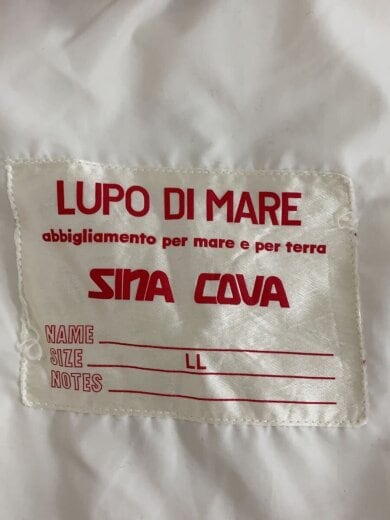 LUPO DI MARE
abbigliamento per mare e per terra
SINA COVA
NAME
SIZE LL
NOTES